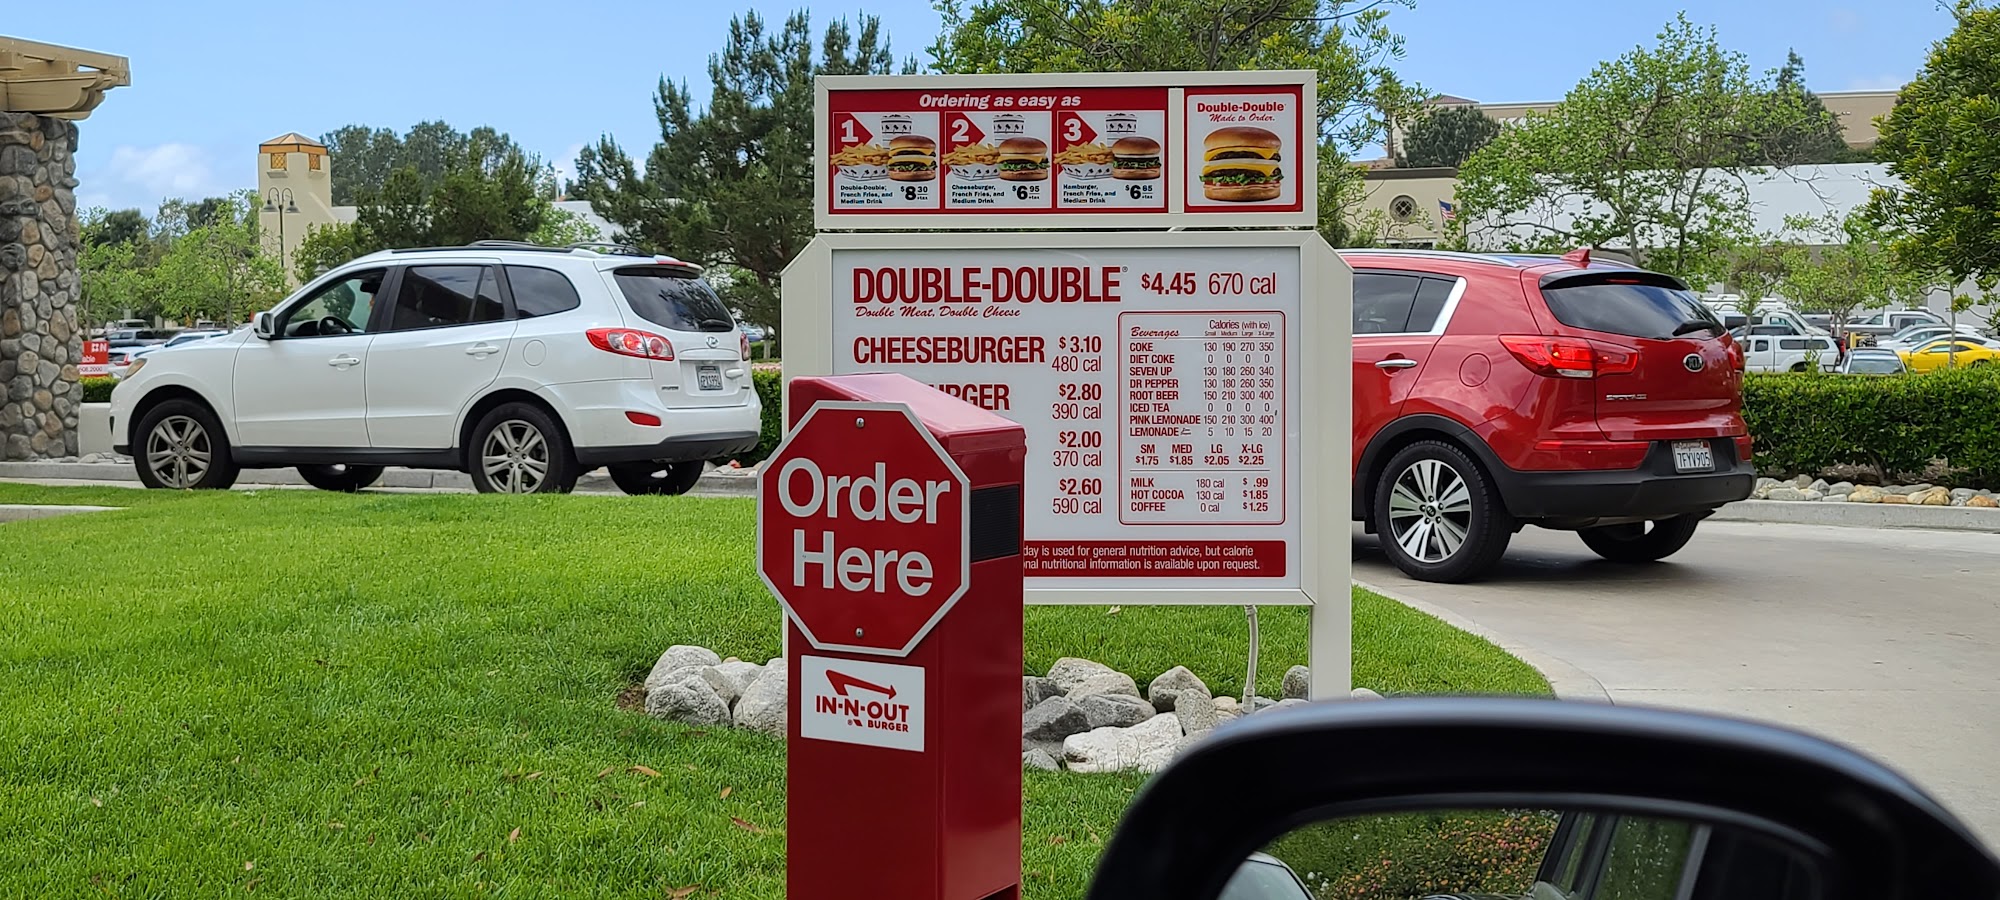 Ordering as easy as
1
Double-Double,
French Fries, and
Medium Drink
$8 30
+tax
2
Cheeseburger,
French Fries, and
Medium Drink
$6 95
+tax
3
Hamburger,
French Fries, and
Medium Drink
$6 65
+tax
Double-Double
Made to Order.
DOUBLE-DOUBLE® $4.45 670 cal
Double Meat, Double Cheese
CHEESEBURGER $3.10
480 cal
URGER $2.80
390 cal
$2.00
370 cal
$2.60
590 cal
Beverages Calories (with ice)
Small Medium Large X-Large
COKE 130 190 270 350
DIET COKE 0 0 0 0
SEVEN UP 130 180 260 340
DR PEPPER 130 180 260 350
ROOT BEER 150 210 300 400
ICED TEA 0 0 0 0
PINK LEMONADE 150 210 300 400
LEMONADE 5 10 15 20
SM MED LG X-LG
$1.75 $1.85 $2.05 $2.25
MILK 180 cal $ .99
HOT COCOA 130 cal $1.85
COFFEE 0 cal $1.25
day is used for general nutrition advice, but calorie
nal nutritional information is available upon request.
Order
Here
IN-N-OUT
BURGER
KIA
7FYV905